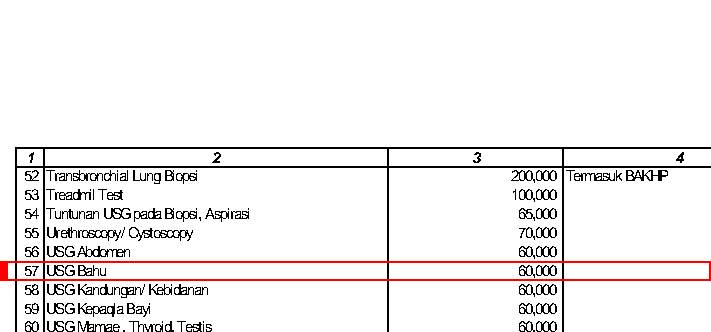 1 2 3 4
52 Transbronchial Lung Biopsi 200,000 Termasuk BAKHP
53 Treadmil Test 100,000
54 Tuntunan USG pada Biopsi, Aspirasi 65,000
55 Urethroscopy/ Cystoscopy 70,000
56 USG Abdomen 60,000
57 USG Bahu 60,000
58 USG Kandungan/ Kebidanan 60,000
59 USG Kepaqla Bayi 60,000
60 USG Mamae , Thyroid, Testis 60,000